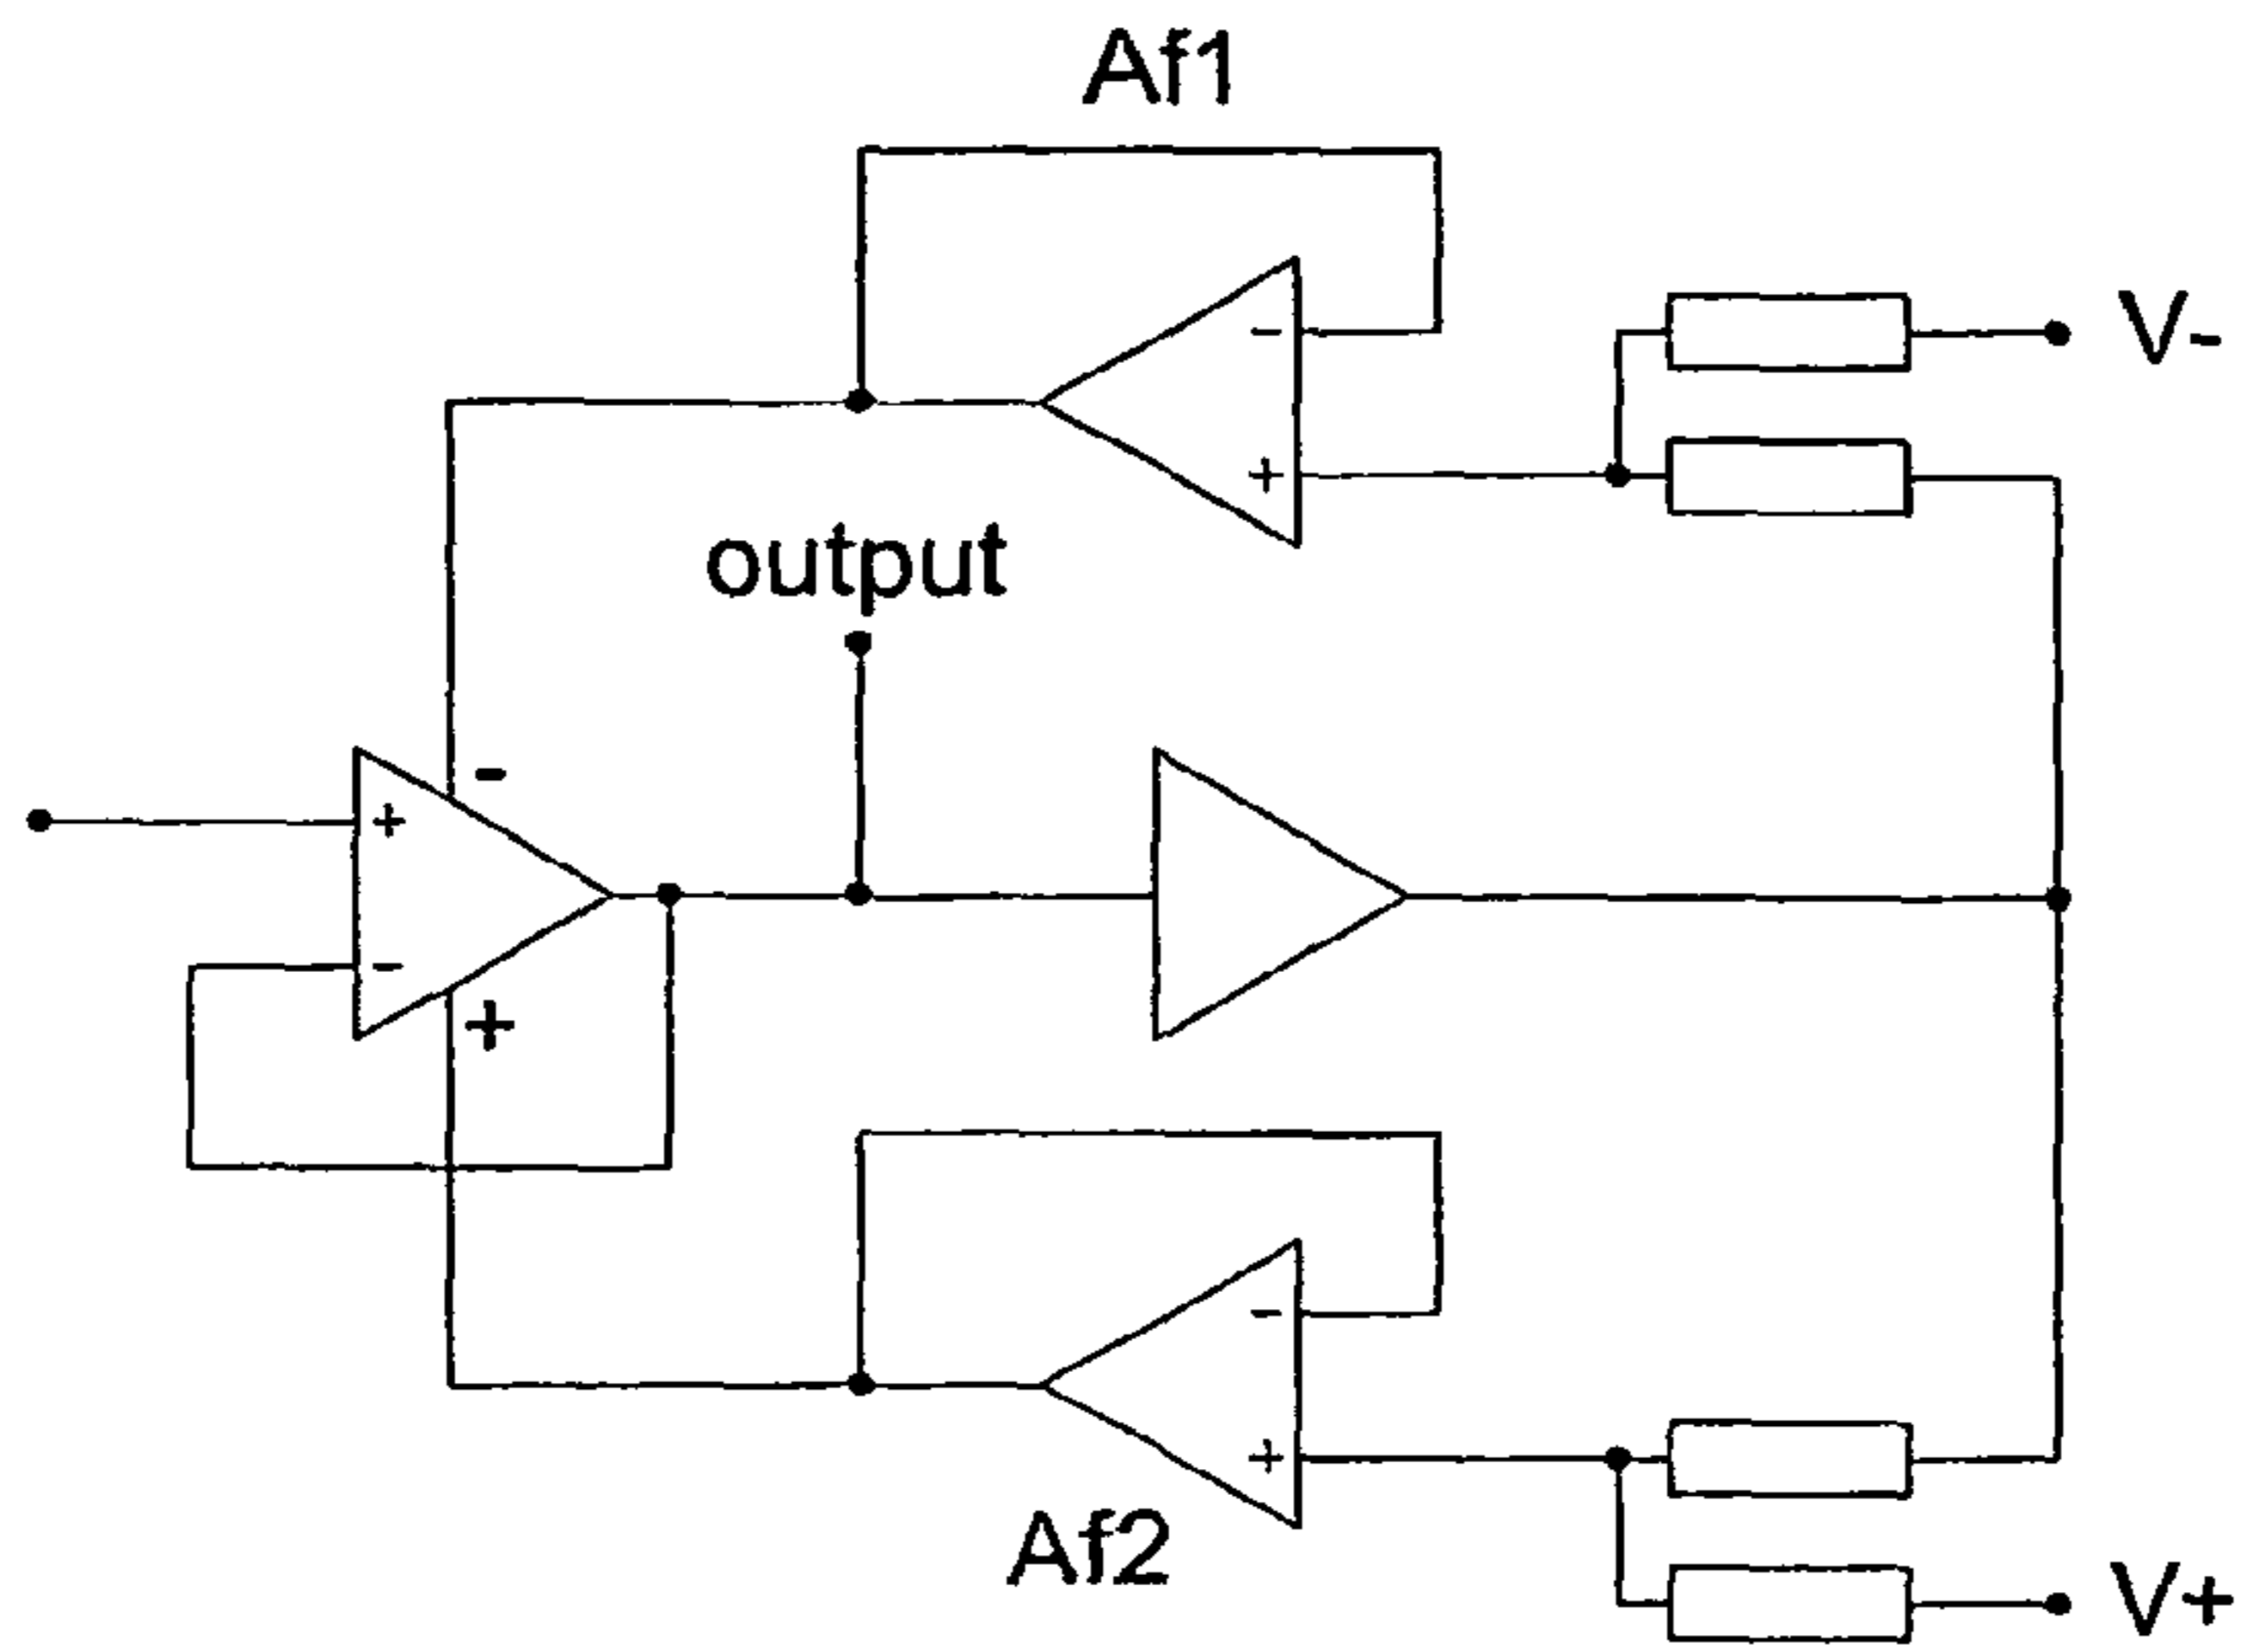 Af1
−
V-
+
output
-
+
−
+
−
+
Af2
V+